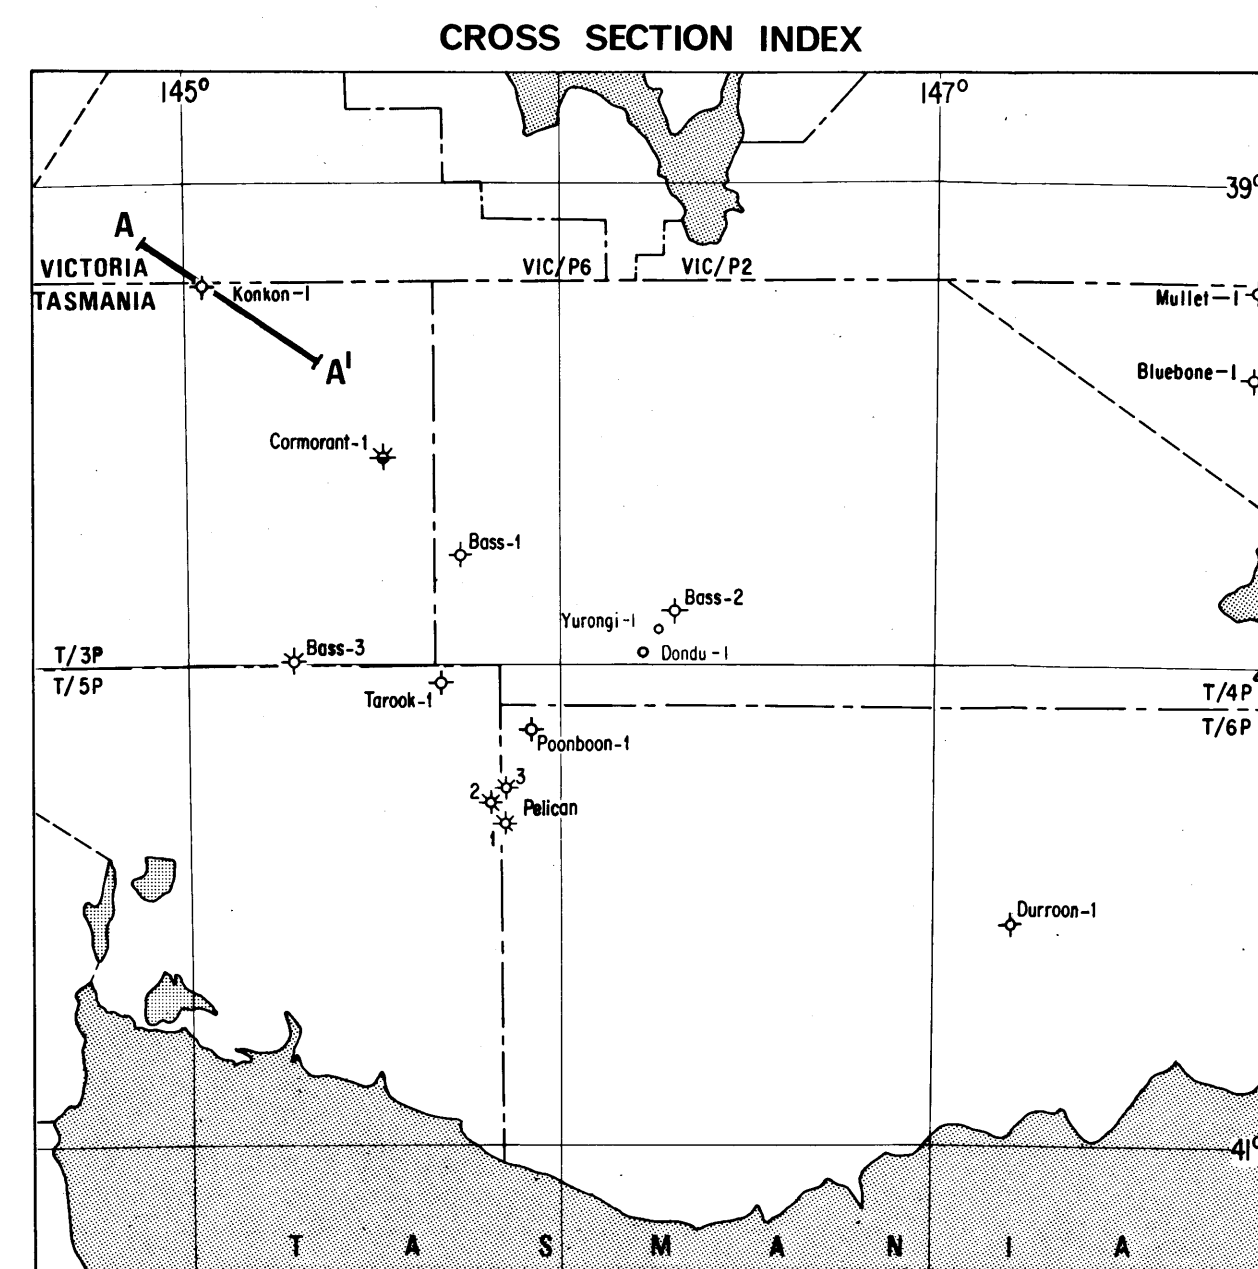 CROSS SECTION INDEX
145° 147°
39°
A
VICTORIA VIC/P6 VIC/P2
TASMANIA
Konkon-1
Mullet-1
A'
Bluebone-1
Cormorant-1
Bass-1
Bass-2
Yurongi-1
Dondu-1
Bass-3
T/3P
T/5P
T/4P
T/6P
Tarook-1
Poonboon-1
3
2
Pelican
1
Durroon-1
41°
TASMANIA